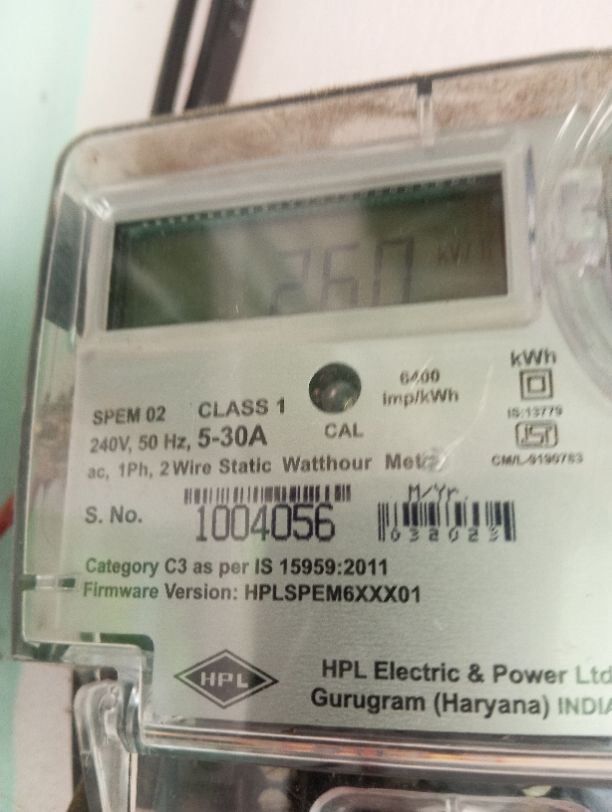 260 kWh
kWh
6400
imp/kWh
SPEM 02 CLASS 1
IS:13779
240V, 50 Hz, 5-30A
CAL
ac, 1Ph, 2 Wire Static Watthour
CM/L-9190783
M/Yr.
S. No. 1004056
032023
Category C3 as per IS 15959:2011
Firmware Version: HPLSPEM6XXX01
HPL
HPL Electric & Power Ltd
Gurugram (Haryana) INDIA